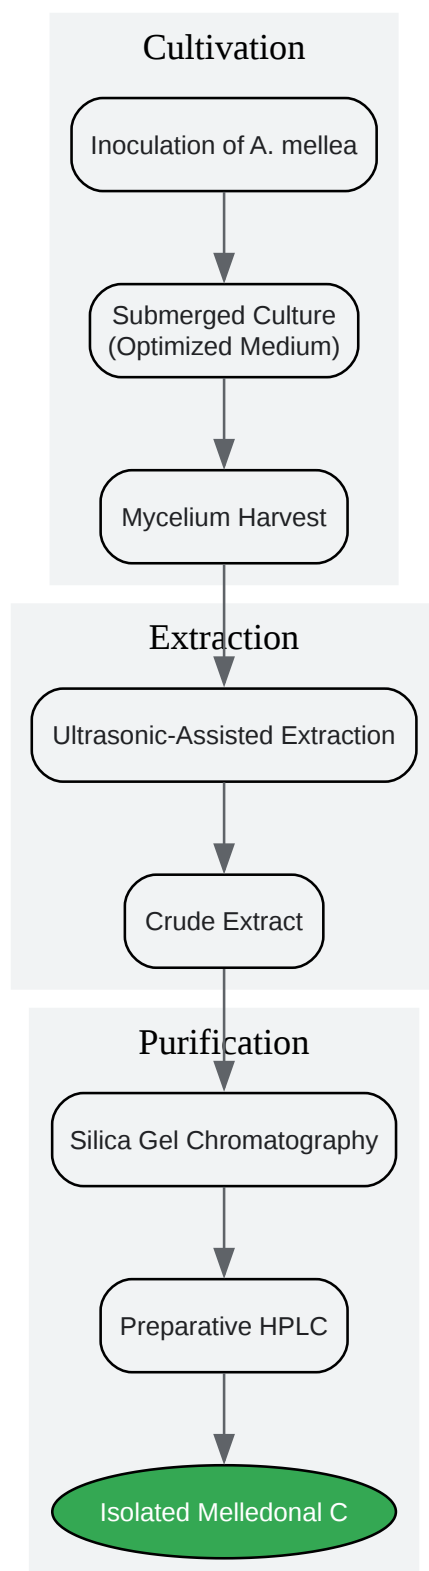 Cultivation
Inoculation of A. mellea
Submerged Culture
(Optimized Medium)
Mycelium Harvest
Extraction
Ultrasonic-Assisted Extraction
Crude Extract
Purification
Silica Gel Chromatography
Preparative HPLC
Isolated Melledonal C